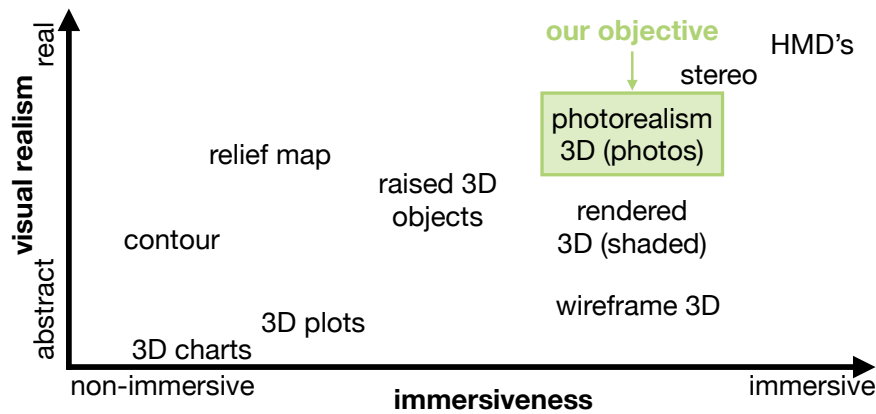 our objective
HMD's
stereo
photorealism
3D (photos)
relief map
raised 3D
objects
rendered
3D (shaded)
contour
wireframe 3D
3D plots
3D charts
real
visual realism
abstract
non-immersive
immersiveness
immersive